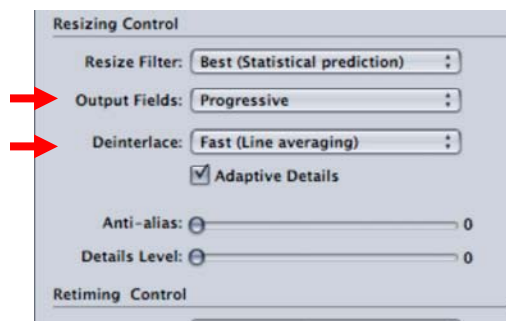 Resizing Control
Resize Filter: Best (Statistical prediction)
Output Fields: Progressive
Deinterlace: Fast (Line averaging)
Adaptive Details
Anti-alias: 0
Details Level: 0
Retiming Control